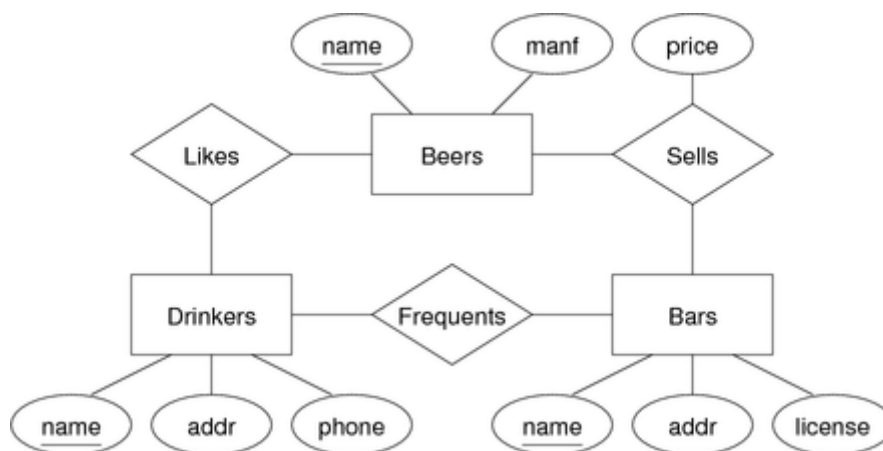 name
manf
price
Likes
Beers
Sells
Drinkers
Frequents
Bars
name
addr
phone
name
addr
license